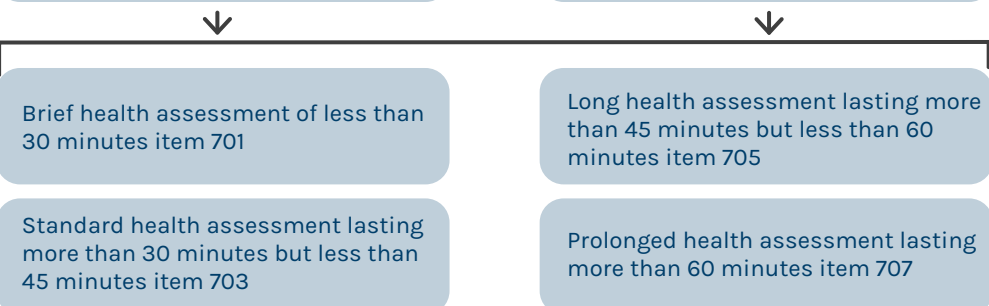 Brief health assessment of less than
30 minutes item 701
Standard health assessment lasting
more than 30 minutes but less than
45 minutes item 703
Long health assessment lasting more
than 45 minutes but less than 60
minutes item 705
Prolonged health assessment lasting
more than 60 minutes item 707